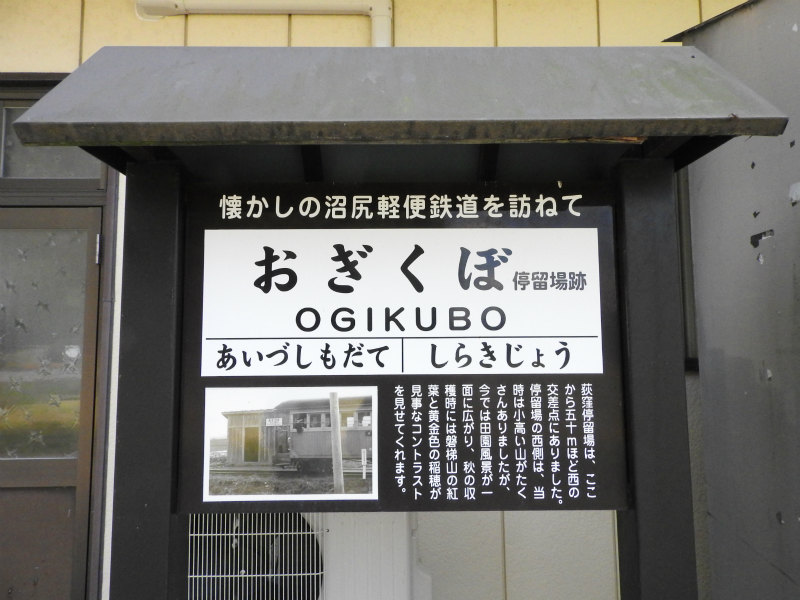 懐かしの沼尻軽便鉄道を訪ねて
おぎくぼ 停留場跡
OGIKUBO
あいづしもだて しらきじょう
荻窪停留場は、ここ
から五十mほど西の
交差点にありました。
停留場の西側は、当
時は小高い山がたく
さんありましたが、
今では田園風景が一
面に広がり、秋の収
穫時には磐梯山の紅
葉と黄金色の稲穂が
見事なコントラスト
を見せてくれます。